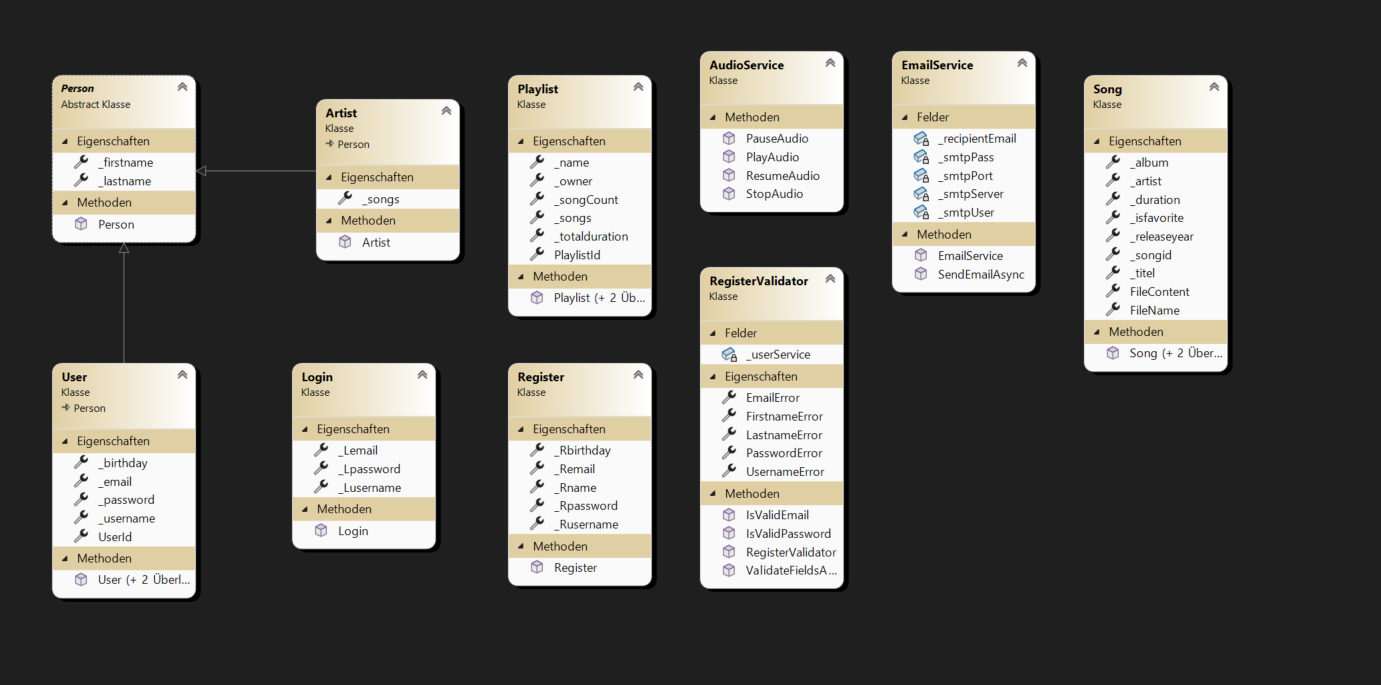 Person
Abstract Klasse
Eigenschaften
_firstname
_lastname
Methoden
Person
Artist
Klasse
Person
Eigenschaften
_songs
Methoden
Artist
Playlist
Klasse
Eigenschaften
_name
_owner
_songCount
_songs
_totalduration
PlaylistId
Methoden
Playlist (+ 2 Üb...
AudioService
Klasse
Methoden
PauseAudio
PlayAudio
ResumeAudio
StopAudio
EmailService
Klasse
Felder
_recipientEmail
_smtpPass
_smtpPort
_smtpServer
_smtpUser
Methoden
EmailService
SendEmailAsync
Song
Klasse
Eigenschaften
_album
_artist
_duration
_isfavorite
_releaseyear
_songid
_titel
FileContent
FileName
Methoden
Song (+ 2 Über...
User
Klasse
Person
Eigenschaften
_birthday
_email
_password
_username
UserId
Methoden
User (+ 2 Überl...
Login
Klasse
Eigenschaften
_Lemail
_Lpassword
_Lusername
Methoden
Login
Register
Klasse
Eigenschaften
_Rbirthday
_Remail
_Rname
_Rpassword
_Rusername
Methoden
Register
RegisterValidator
Klasse
Felder
_userService
Eigenschaften
EmailError
FirstnameError
LastnameError
PasswordError
UsernameError
Methoden
IsValidEmail
IsValidPassword
RegisterValidator
ValidateFieldsA...